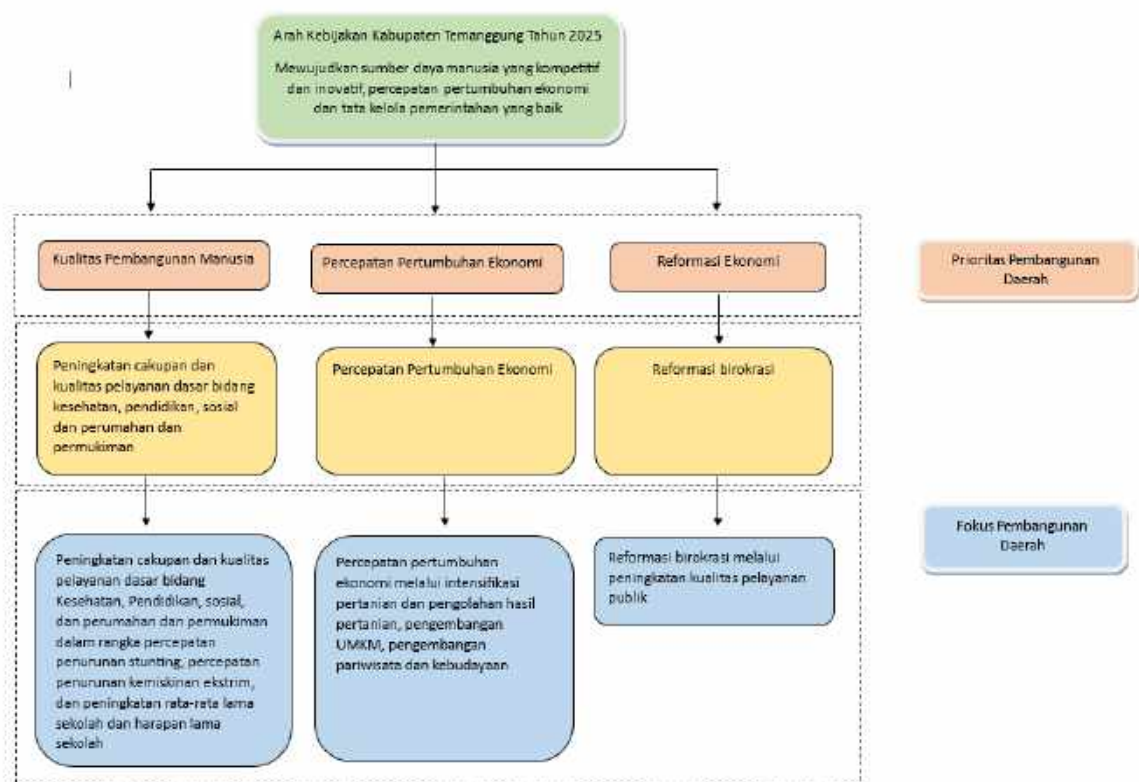 Arah Kebijakan Kabupaten Temanggung Tahun 2025
Mewujudkan sumber daya manusia yang kompetitif
dan inovatif, percepatan pertumbuhan ekonomi
dan tata kelola pemerintahan yang baik
Kualitas Pembangunan Manusia
Percepatan Pertumbuhan Ekonomi
Reformasi Ekonomi
Prioritas Pembangunan
Daerah
Peningkatan cakupan dan
kualitas pelayanan dasar bidang
kesehatan, pendidikan, sosial
dan perumahan dan
permukiman
Percepatan Pertumbuhan Ekonomi
Reformasi birokrasi
Peningkatan cakupan dan kualitas
pelayanan dasar bidang
Kesehatan, Pendidikan, sosial,
dan perumahan dan permukiman
dalam rangka percepatan
penurunan stunting, percepatan
penurunan kemiskinan ekstrim,
dan peningkatan rata-rata lama
sekolah dan harapan lama
sekolah
Percepatan pertumbuhan
ekonomi melalui intensifikasi
pertanian dan pengolahan hasil
pertanian, pengembangan
UMKM, pengembangan
pariwisata dan kebudayaan
Reformasi birokrasi melalui
peningkatan kualitas pelayanan
publik
Fokus Pembangunan
Daerah